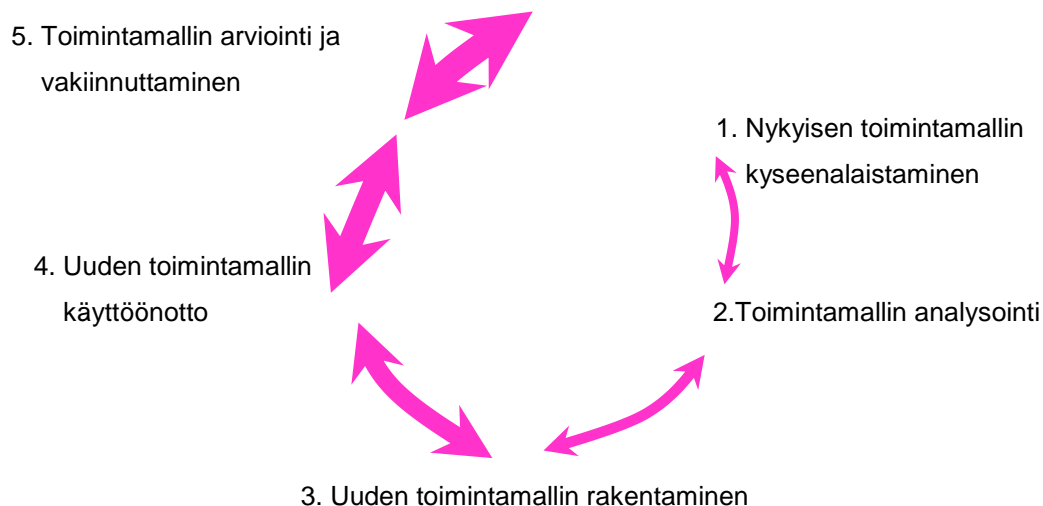 5. Toimintamallin arviointi ja
vakiinnuttaminen
1. Nykyisen toimintamallin
kyseenalaistaminen
4. Uuden toimintamallin
käyttöönotto
2.Toimintamallin analysointi
3. Uuden toimintamallin rakentaminen